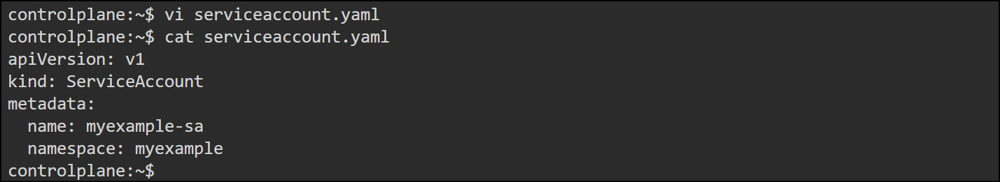 controlplane:~$ vi serviceaccount.yaml
controlplane:~$ cat serviceaccount.yaml
apiVersion: v1
kind: ServiceAccount
metadata:
  name: myexample-sa
  namespace: myexample
controlplane:~$